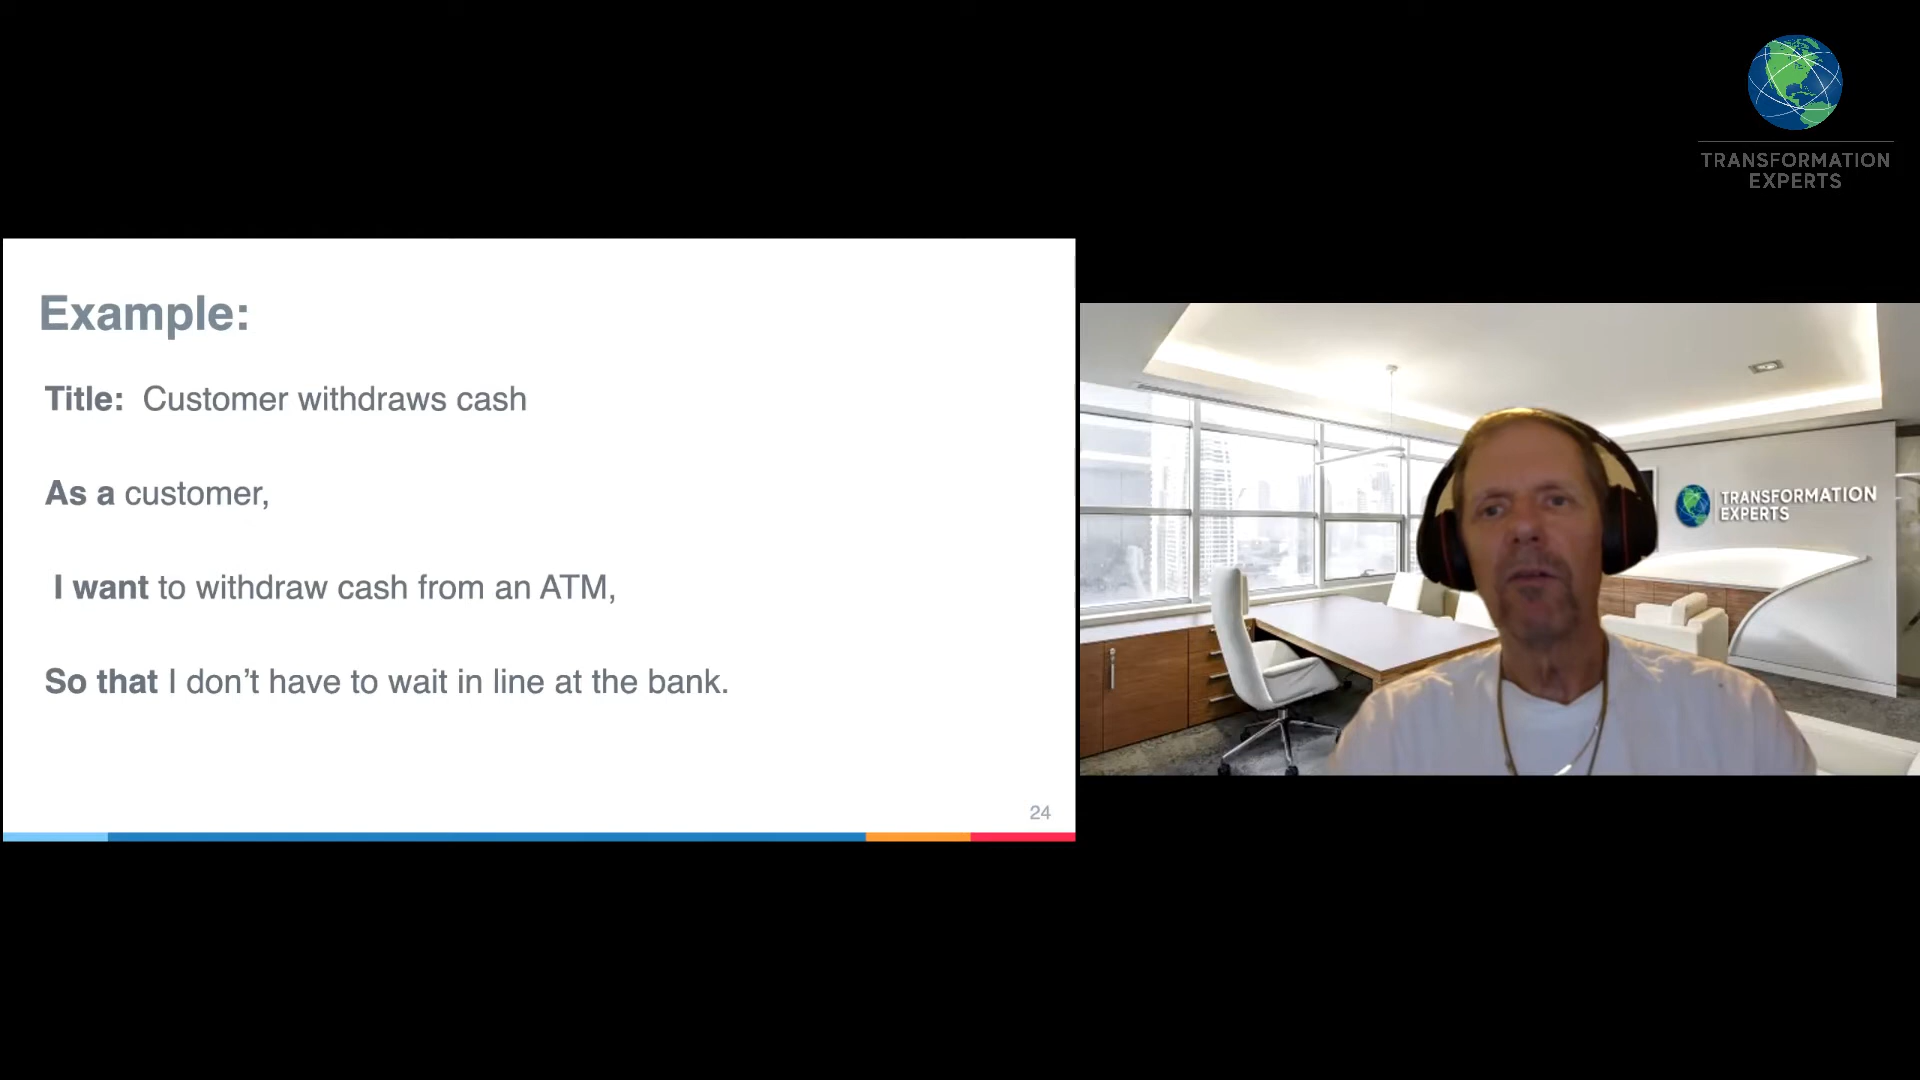 TRANSFORMATION
EXPERTS
Example:
Title: Customer withdraws cash
As a customer,
I want to withdraw cash from an ATM,
So that I don’t have to wait in line at the bank.
24
TRANSFORMATION
EXPERTS